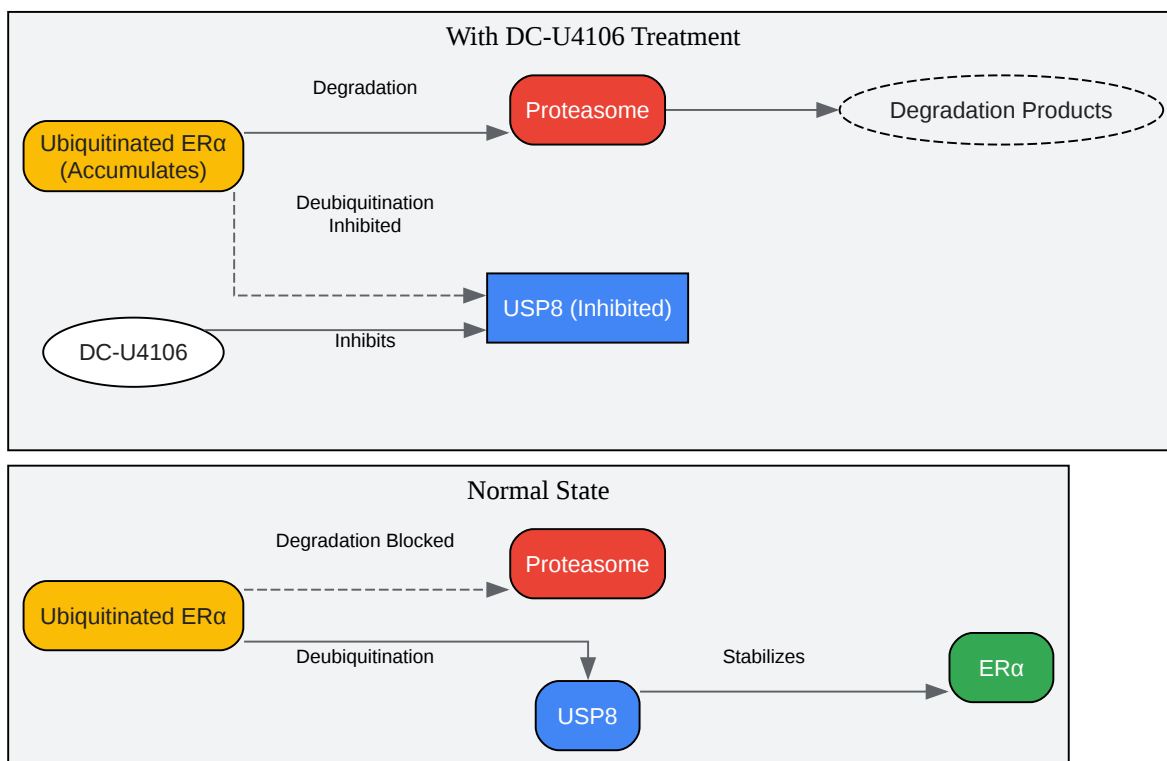 With DC-U4106 Treatment
Degradation
Proteasome
Degradation Products
Ubiquitinated ERα
(Accumulates)
Deubiquitination
Inhibited
USP8 (Inhibited)
DC-U4106
Inhibits
Normal State
Degradation Blocked
Proteasome
Ubiquitinated ERα
Deubiquitination
Stabilizes
ERα
USP8